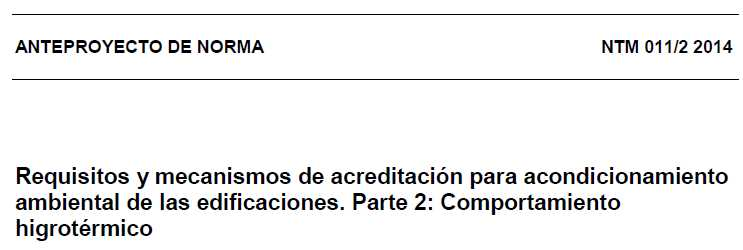 ANTEPROYECTO DE NORMA NTM 011/2 2014
Requisitos y mecanismos de acreditación para acondicionamiento
ambiental de las edificaciones. Parte 2: Comportamiento
higrotérmico